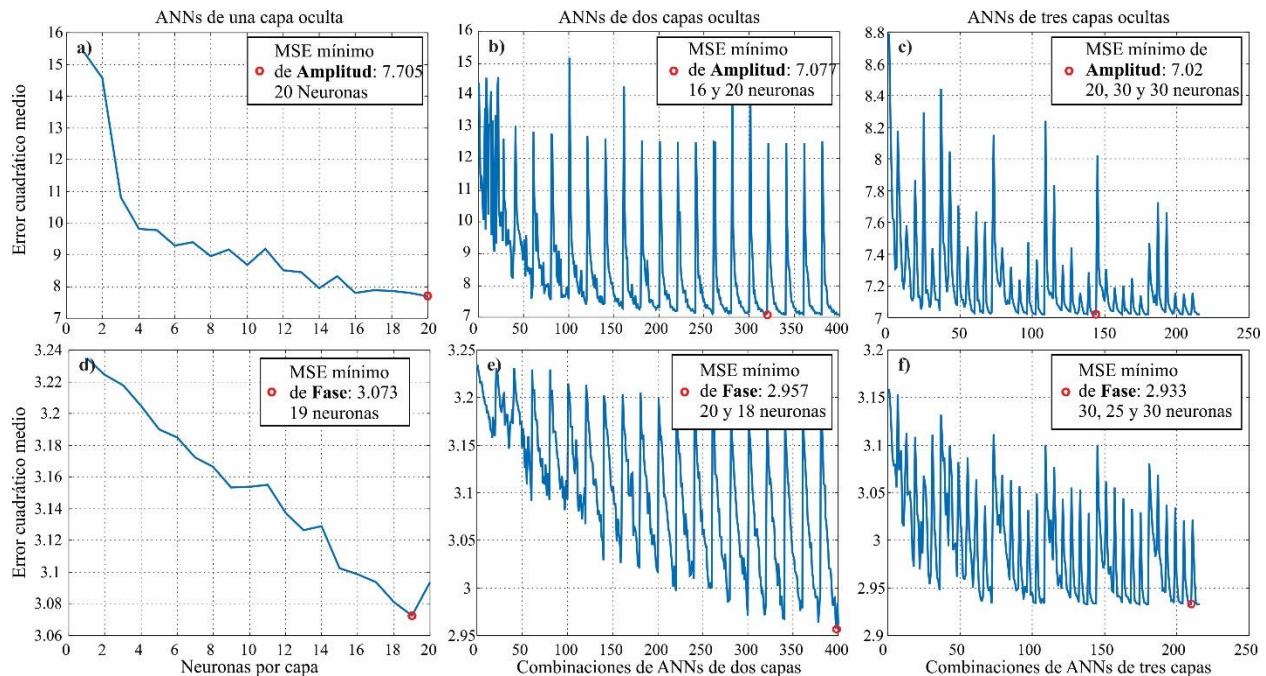 ANNs de una capa oculta
ANNs de dos capas ocultas
ANNs de tres capas ocultas
a)
MSE mínimo
de Amplitud: 7.705
20 Neuronas
Error cuadrático medio
16
15
14
13
12
11
10
9
8
7
0 2 4 6 8 10 12 14 16 18 20
b)
MSE mínimo
de Amplitud: 7.077
16 y 20 neuronas
16
15
14
13
12
11
10
9
8
7
0 50 100 150 200 250 300 350 400
c)
MSE mínimo de
Amplitud: 7.02
20, 30 y 30 neuronas
8.8
8.6
8.4
8.2
8
7.8
7.6
7.4
7.2
7
0 50 100 150 200 250
d)
MSE mínimo
de Fase: 3.073
19 neuronas
Error cuadrático medio
3.24
3.22
3.2
3.18
3.16
3.14
3.12
3.1
3.08
3.06
0 2 4 6 8 10 12 14 16 18 20
Neuronas por capa
e)
MSE mínimo
de Fase: 2.957
20 y 18 neuronas
3.25
3.2
3.15
3.1
3.05
3
2.95
0 50 100 150 200 250 300 350 400
Combinaciones de ANNs de dos capas
f)
MSE mínimo
de Fase: 2.933
30, 25 y 30 neuronas
3.2
3.15
3.1
3.05
3
2.95
2.9
0 50 100 150 200 250
Combinaciones de ANNs de tres capas